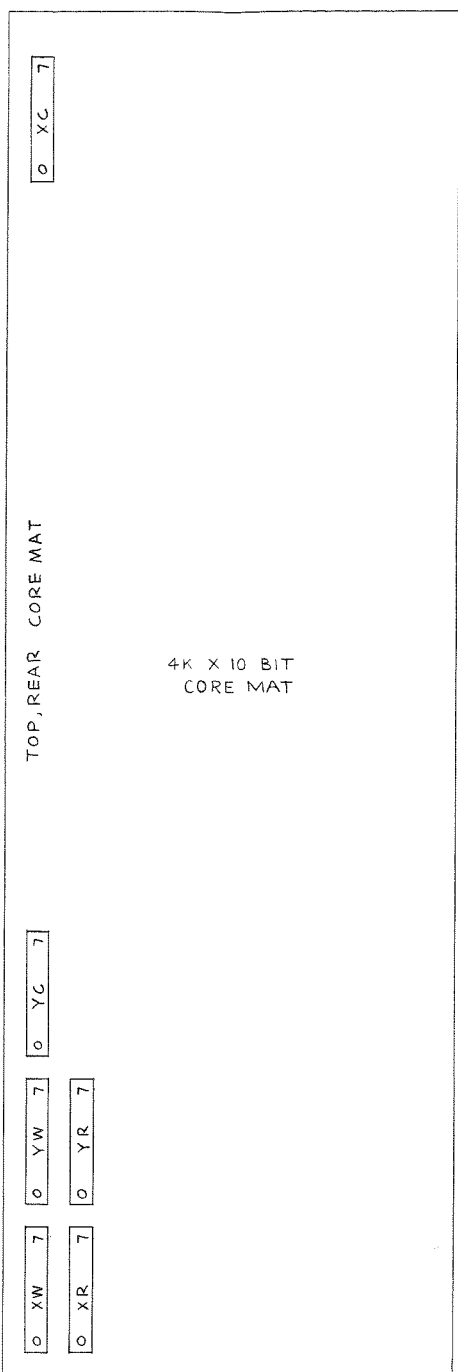 TOP, REAR CORE MAT
0 XW 7
0 YW 7
0 YC 7
0 XC 7
0 XR 7
0 YR 7
4K X 10 BIT
CORE MAT